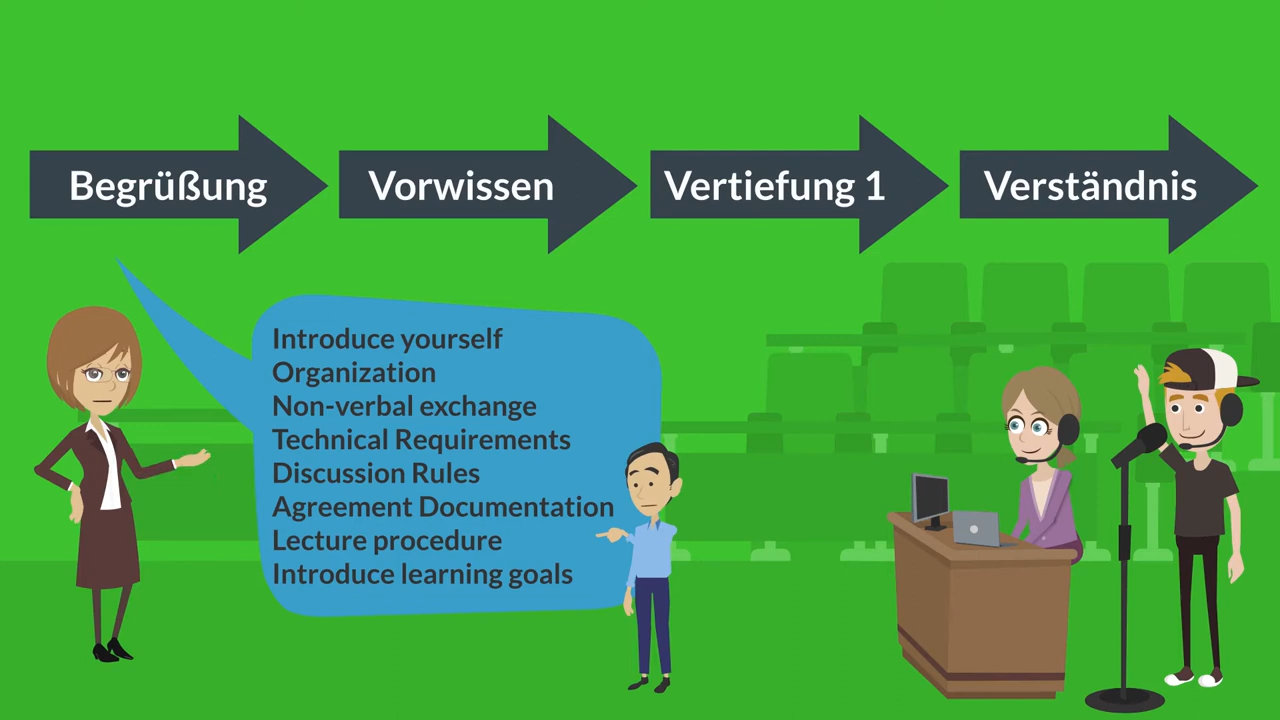 Begrüßung
Vorwissen
Vertiefung 1
Verständnis
Introduce yourself
Organization
Non-verbal exchange
Technical Requirements
Discussion Rules
Agreement Documentation
Lecture procedure
Introduce learning goals